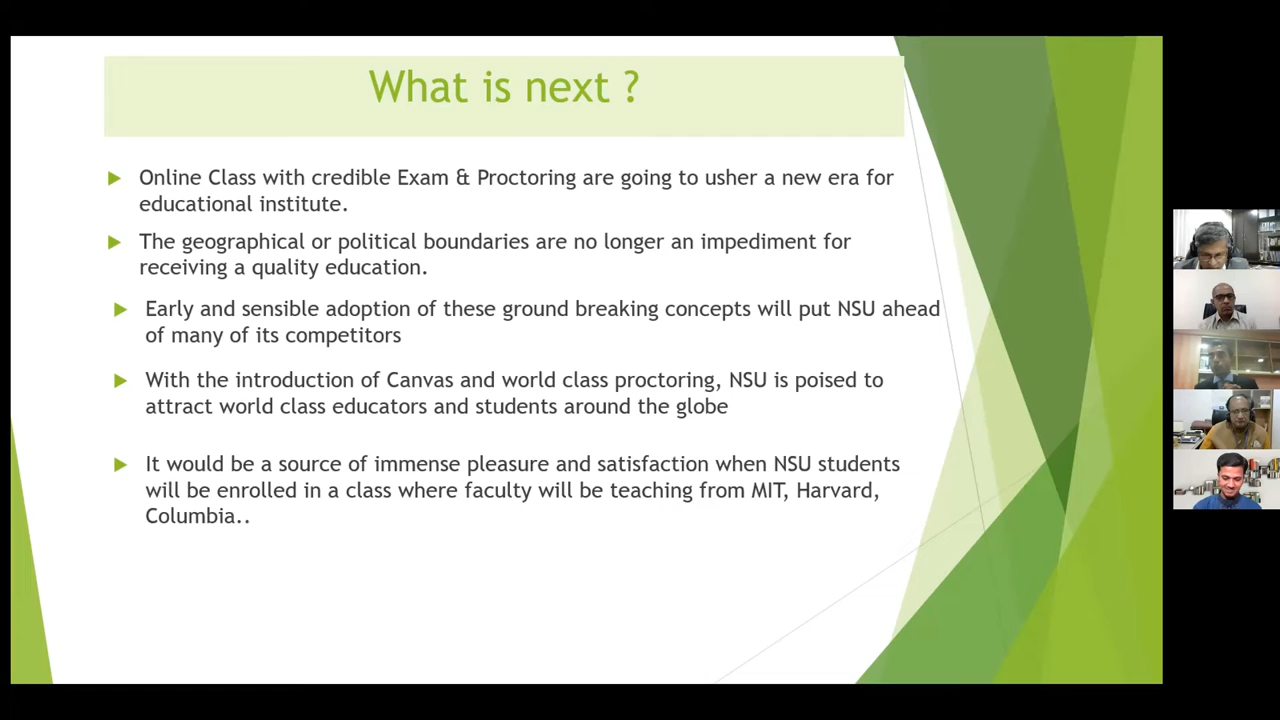 What is next ?
Online Class with credible Exam & Proctoring are going to usher a new era for
educational institute.
The geographical or political boundaries are no longer an impediment for
receiving a quality education.
Early and sensible adoption of these ground breaking concepts will put NSU ahead
of many of its competitors
With the introduction of Canvas and world class proctoring, NSU is poised to
attract world class educators and students around the globe
It would be a source of immense pleasure and satisfaction when NSU students
will be enrolled in a class where faculty will be teaching from MIT, Harvard,
Columbia..